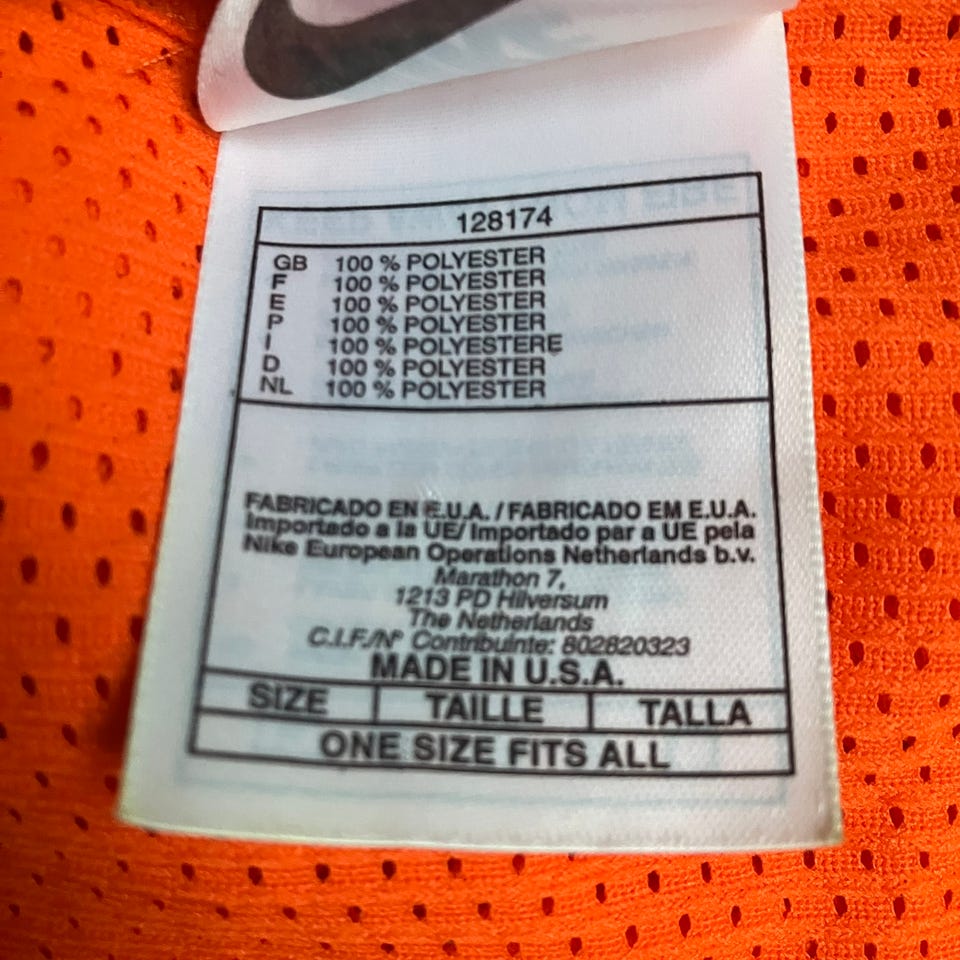 128174
GB 100 % POLYESTER
F 100 % POLYESTER
E 100 % POLYESTER
P 100 % POLYESTER
I 100 % POLYESTERE
D 100 % POLYESTER
NL 100 % POLYESTER
FABRICADO EN E.U.A. / FABRICADO EM E.U.A.
Importado a la UE/ Importado par a UE pela
Nike European Operations Netherlands b.v.
Marathon 7,
1213 PD Hilversum
The Netherlands
C.I.F./Nº Contribuinte: 802820323
MADE IN U.S.A.
SIZE TAILLE TALLA
ONE SIZE FITS ALL